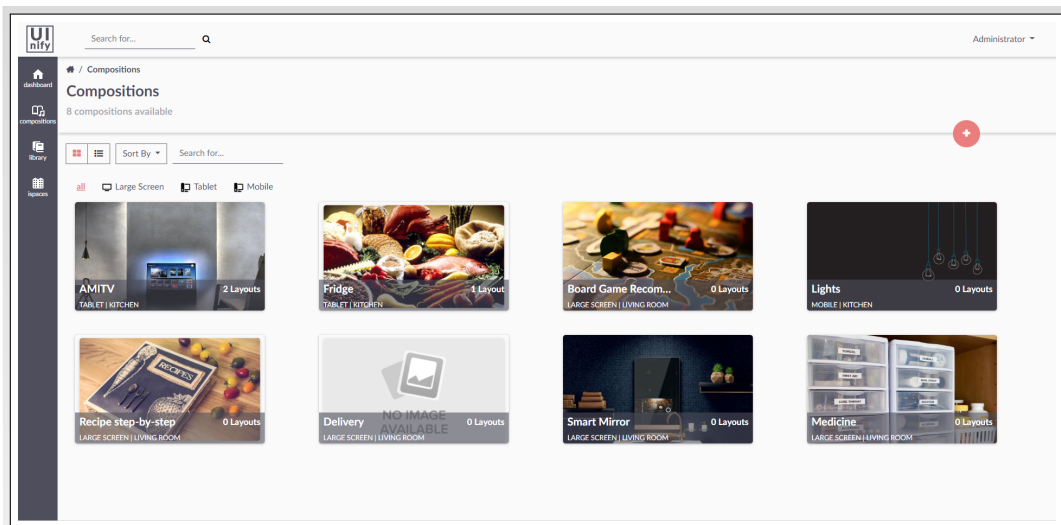 UI
nify
Search for...
Administrator
dashboard
compositions
library
ispaces
/ Compositions
Compositions
8 compositions available
Sort By
Search for...
all
Large Screen
Tablet
Mobile
AMITV
2 Layouts
TABLET | KITCHEN
Fridge
1 Layout
TABLET | KITCHEN
Board Game Recom...
0 Layouts
LARGE SCREEN | LIVING ROOM
Lights
0 Layouts
MOBILE | KITCHEN
RECIPES
Recipe step-by-step
0 Layouts
LARGE SCREEN | LIVING ROOM
NO IMAGE
AVAILABLE
Delivery
0 Layouts
LARGE SCREEN | LIVING ROOM
Smart Mirror
0 Layouts
LARGE SCREEN | LIVING ROOM
Medicine
0 Layouts
LARGE SCREEN | LIVING ROOM